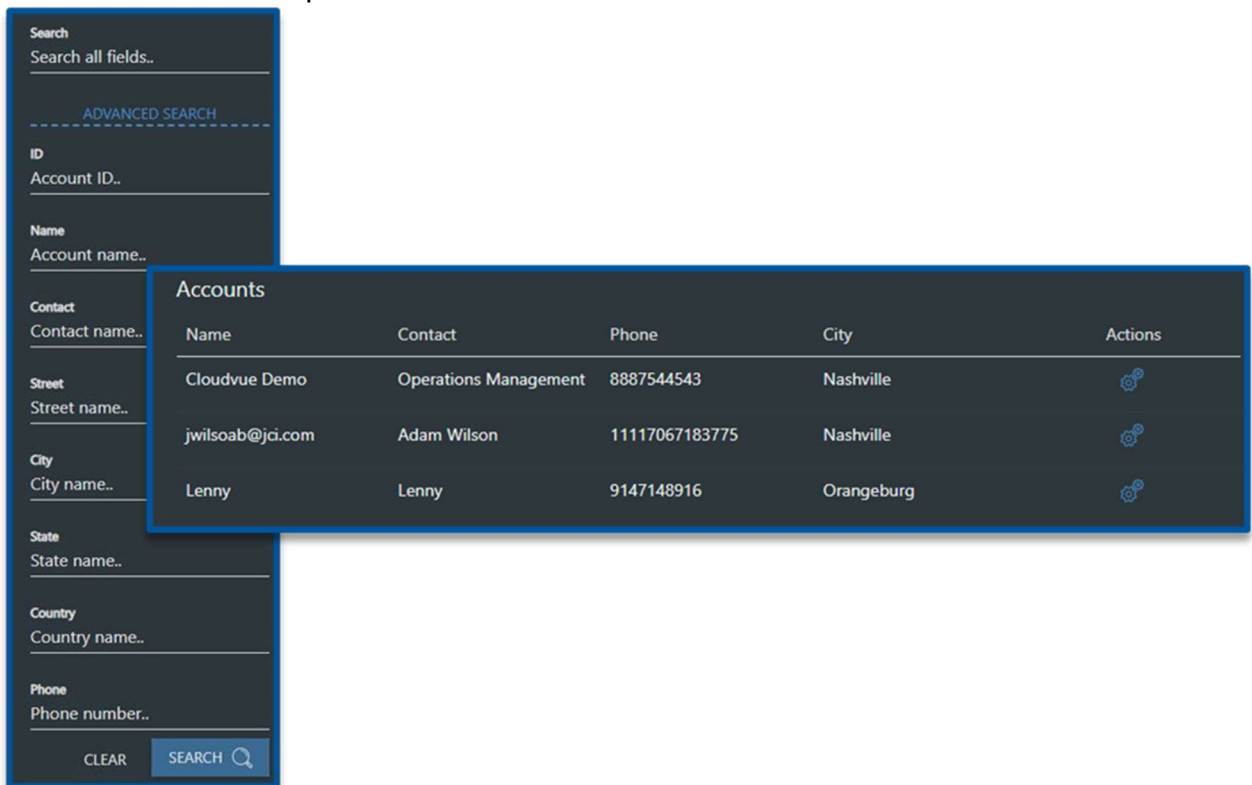 Search
Search all fields..
ADVANCED SEARCH
ID
Account ID..
Name
Account name..
Contact
Contact name..
Street
Street name..
City
City name..
State
State name..
Country
Country name..
Phone
Phone number..
CLEAR SEARCH
Accounts
Name Contact Phone City Actions
Cloudvue Demo Operations Management 8887544543 Nashville
jwilsoab@jci.com Adam Wilson 11117067183775 Nashville
Lenny Lenny 9147148916 Orangeburg